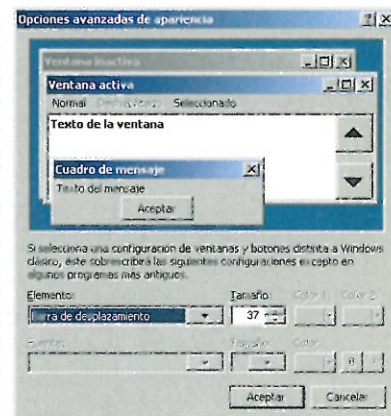 Opciones avanzadas de apariencia
Ventana inactiva
Ventana activa
Normal Deshabilitado Seleccionado
Texto de la ventana
Cuadro de mensaje
Texto del mensaje
Aceptar
Si selecciona una configuración de ventanas y botones distinta a Windows
clásico, éste sobrescribirá las siguientes configuraciones excepto en
algunos programas más antiguos.
Elemento: Tamaño: Color 1: Color 2:
Barra de desplazamiento 37
Fuente: Tamaño: Color:
Aceptar Cancelar